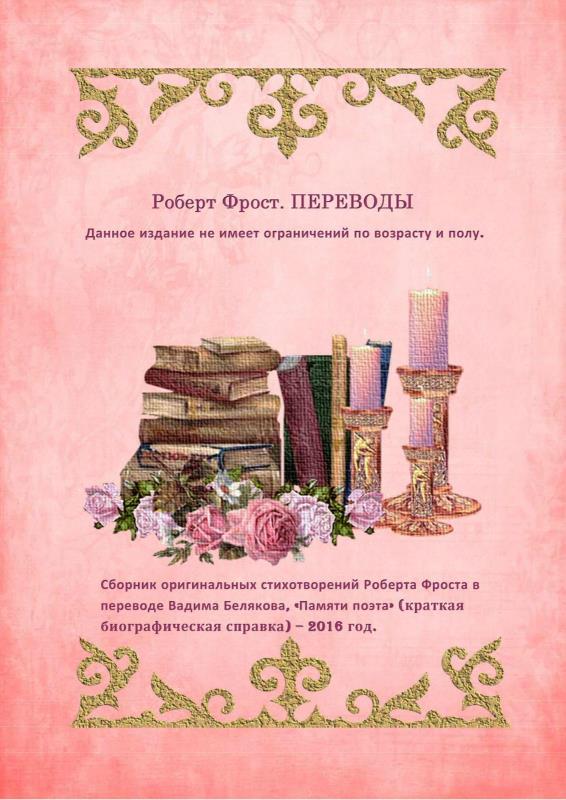 Роберт Фрост. ПЕРЕВОДЫ
Данное издание не имеет ограничений по возрасту и полу.
Сборник оригинальных стихотворений Роберта Фроста в
переводе Вадима Белякова, «Памяти поэта» (краткая
биографическая справка) – 2016 год.